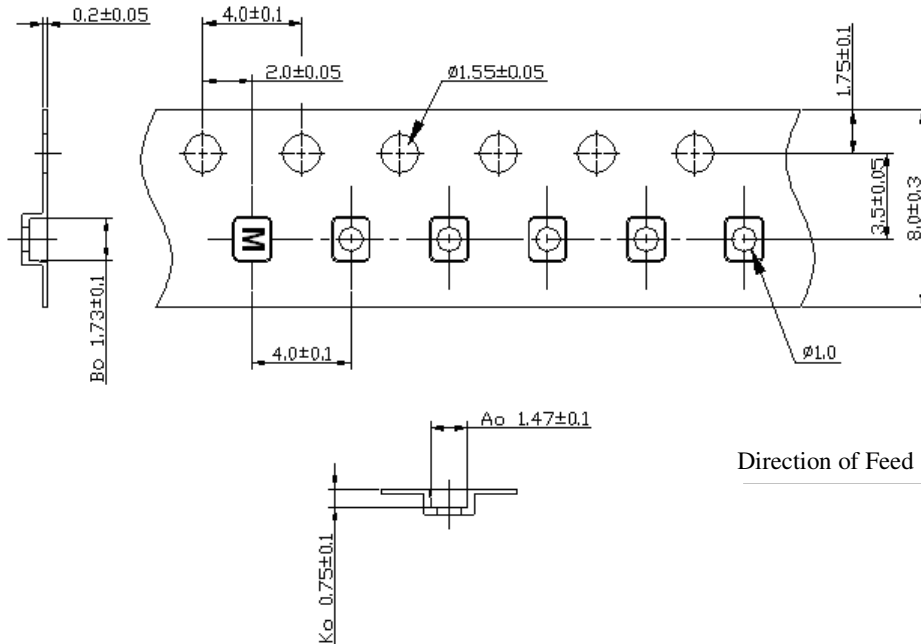 0.2±0.05
4.0±0.1
2.0±0.05
ø1.55±0.05
1.75±0.1
3.5±0.05
8.0±0.3
M
Bo 1.73±0.1
4.0±0.1
ø1.0
Ao 1.47±0.1
Direction of Feed
Ko 0.75±0.1